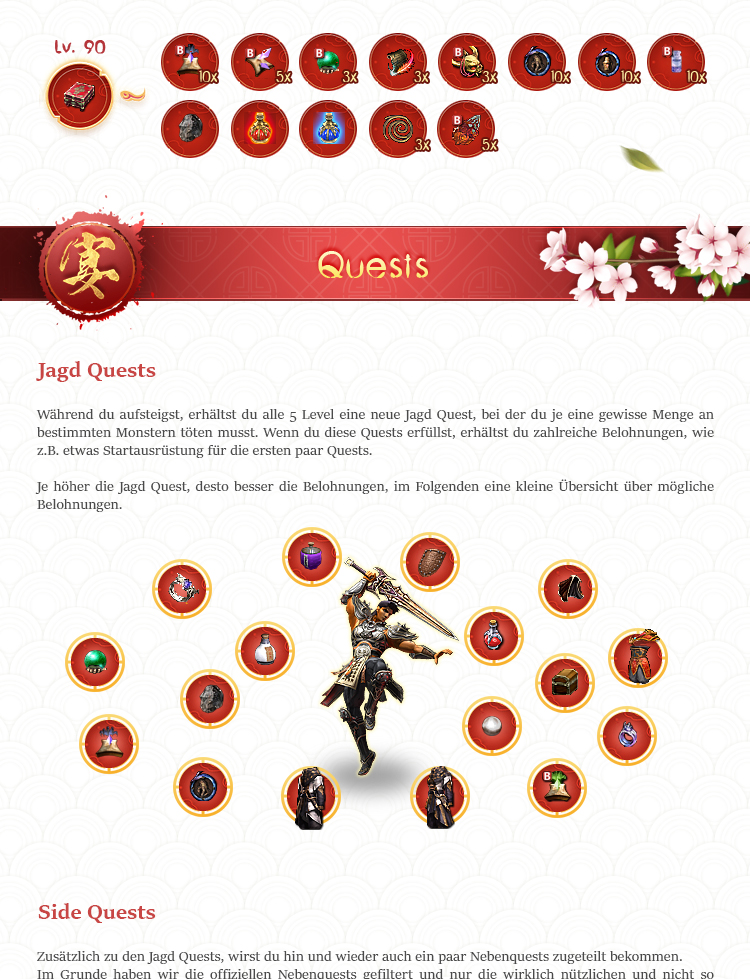 Lv. 90
B 10x B 5x B 3x 3x B 3x 10x 10x B 10x
3x B 5x
宴
Quests
Jagd Quests
Während du aufsteigst, erhältst du alle 5 Level eine neue Jagd Quest, bei der du je eine gewisse Menge an
bestimmten Monstern töten musst. Wenn du diese Quests erfüllst, erhältst du zahlreiche Belohnungen, wie
z.B. etwas Startausrüstung für die ersten paar Quests.
Je höher die Jagd Quest, desto besser die Belohnungen, im Folgenden eine kleine Übersicht über mögliche
Belohnungen.
B
Side Quests
Zusätzlich zu den Jagd Quests, wirst du hin und wieder auch ein paar Nebenquests zugeteilt bekommen.
Im Grunde haben wir die offiziellen Nebenquests gefiltert und nur die wirklich nützlichen und nicht so